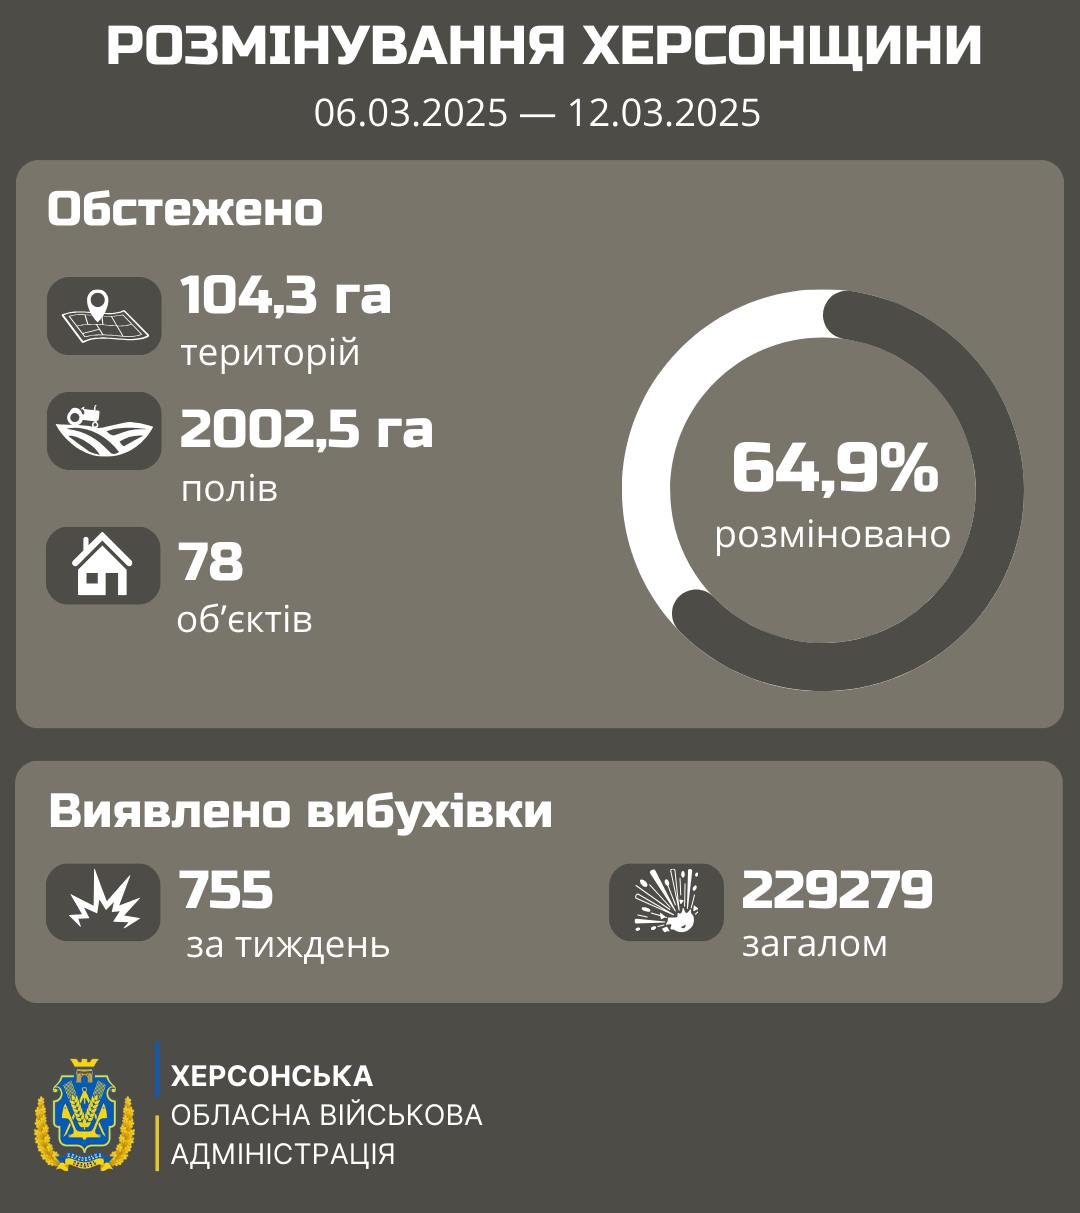 РОЗМІНУВАННЯ ХЕРСОНЩИНИ
06.03.2025 — 12.03.2025
Обстежено
104,3 га
територій
2002,5 га
полів
78
об’єктів
64,9%
розміновано
Виявлено вибухівки
755
за тиждень
229279
загалом
ХЕРСОНСЬКА
ОБЛАСНА ВІЙСЬКОВА
АДМІНІСТРАЦІЯ